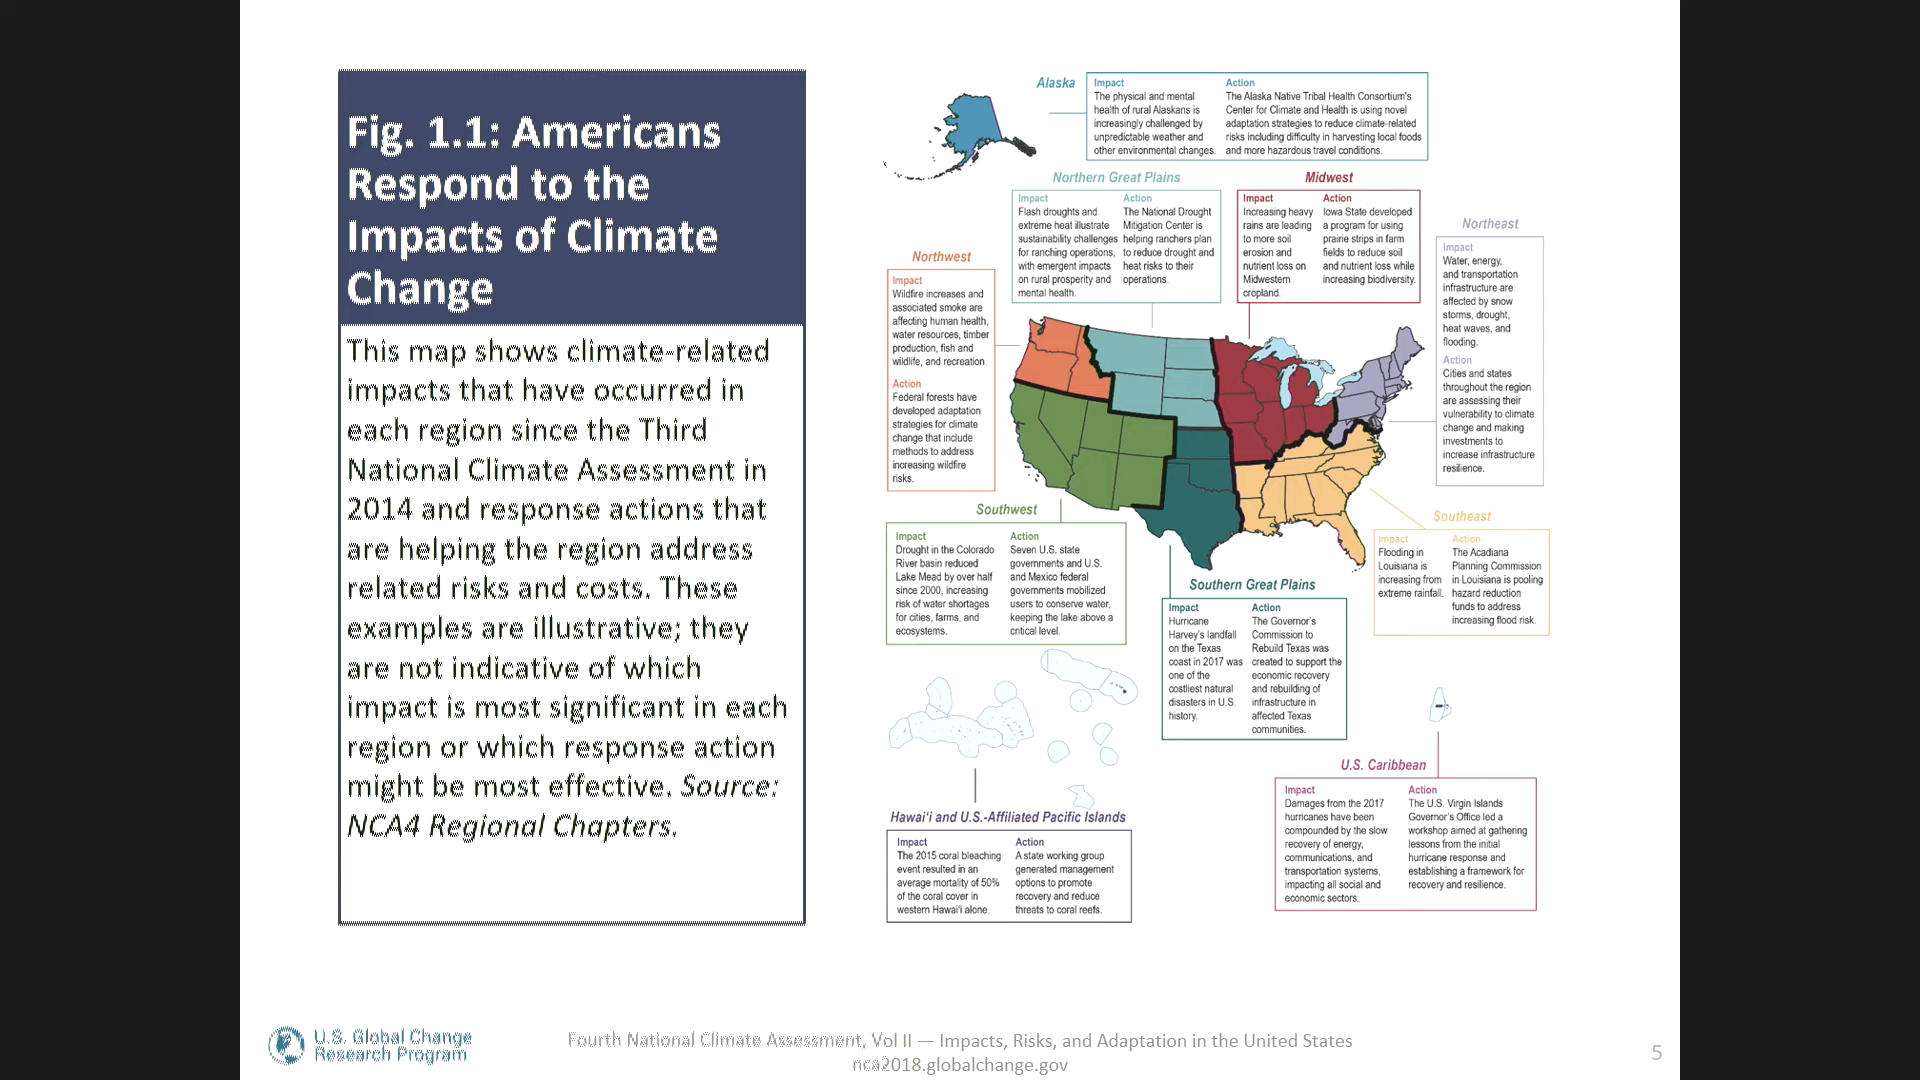 Fig. 1.1: Americans
Respond to the
Impacts of Climate
Change
This map shows climate-related
impacts that have occurred in
each region since the Third
National Climate Assessment in
2014 and response actions that
are helping the region address
related risks and costs. These
examples are illustrative; they
are not indicative of which
impact is most significant in each
region or which response action
might be most effective. Source:
NCA4 Regional Chapters.
Alaska
Impact
The physical and mental
health of rural Alaskans is
increasingly challenged by
unpredictable weather and
other environmental changes.
Action
The Alaska Native Tribal Health Consortium's
Center for Climate and Health is using novel
adaptation strategies to reduce climate-related
risks including difficulty in harvesting local foods
and more hazardous travel conditions.
Northern Great Plains
Impact
Flash droughts and
extreme heat illustrate
sustainability challenges
for ranching operations,
with emergent impacts
on rural prosperity and
mental health.
Action
The National Drought
Mitigation Center is
helping ranchers plan
to reduce drought and
heat risks to their
operations.
Midwest
Impact
Increasing heavy
rains are leading
to more soil
erosion and
nutrient loss on
Midwestern
cropland.
Action
Iowa State developed
a program for using
prairie strips in farm
fields to reduce soil
and nutrient loss while
increasing biodiversity.
Northeast
Impact
Water, energy,
and transportation
infrastructure are
affected by snow
storms, drought,
heat waves, and
flooding.
Action
Cities and states
throughout the region
are assessing their
vulnerability to climate
change and making
investments to
increase infrastructure
resilience.
Northwest
Impact
Wildfire increases and
associated smoke are
affecting human health,
water resources, timber
production, fish and
wildlife, and recreation.
Action
Federal forests have
developed adaptation
strategies for climate
change that include
methods to address
increasing wildfire
risks.
Southwest
Impact
Drought in the Colorado
River basin reduced
Lake Mead by over half
since 2000, increasing
risk of water shortages
for cities, farms, and
ecosystems.
Action
Seven U.S. state
governments and U.S.
and Mexico federal
governments mobilized
users to conserve water,
keeping the lake above a
critical level.
Southeast
Impact
Flooding in
Louisiana is
increasing from
extreme rainfall.
Action
The Acadiana
Planning Commission
in Louisiana is pooling
hazard reduction
funds to address
increasing flood risk.
Southern Great Plains
Impact
Hurricane
Harvey's landfall
on the Texas
coast in 2017 was
one of the
costliest natural
disasters in U.S.
history.
Action
The Governor's
Commission to
Rebuild Texas was
created to support the
economic recovery
and rebuilding of
infrastructure in
affected Texas
communities.
U.S. Caribbean
Impact
Damages from the 2017
hurricanes have been
compounded by the slow
recovery of energy,
communications, and
transportation systems,
impacting all social and
economic sectors.
Action
The U.S. Virgin Islands
Governor's Office led a
workshop aimed at gathering
lessons from the initial
hurricane response and
establishing a framework for
recovery and resilience.
Hawai‘i and U.S.-Affiliated Pacific Islands
Impact
The 2015 coral bleaching
event resulted in an
average mortality of 50%
of the coral cover in
western Hawai‘i alone.
Action
A state working group
generated management
options to promote
recovery and reduce
threats to coral reefs.
U.S. Global Change
Research Program
Fourth National Climate Assessment, Vol II — Impacts, Risks, and Adaptation in the United States
nca2018.globalchange.gov
5